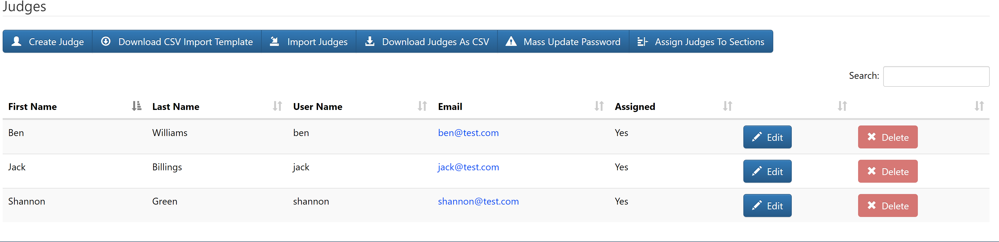 Judges
Create Judge Download CSV Import Template Import Judges Download Judges As CSV Mass Update Password Assign Judges To Sections
Search:
First Name Last Name User Name Email Assigned
Ben Williams ben ben@test.com Yes Edit Delete
Jack Billings jack jack@test.com Yes Edit Delete
Shannon Green shannon shannon@test.com Yes Edit Delete